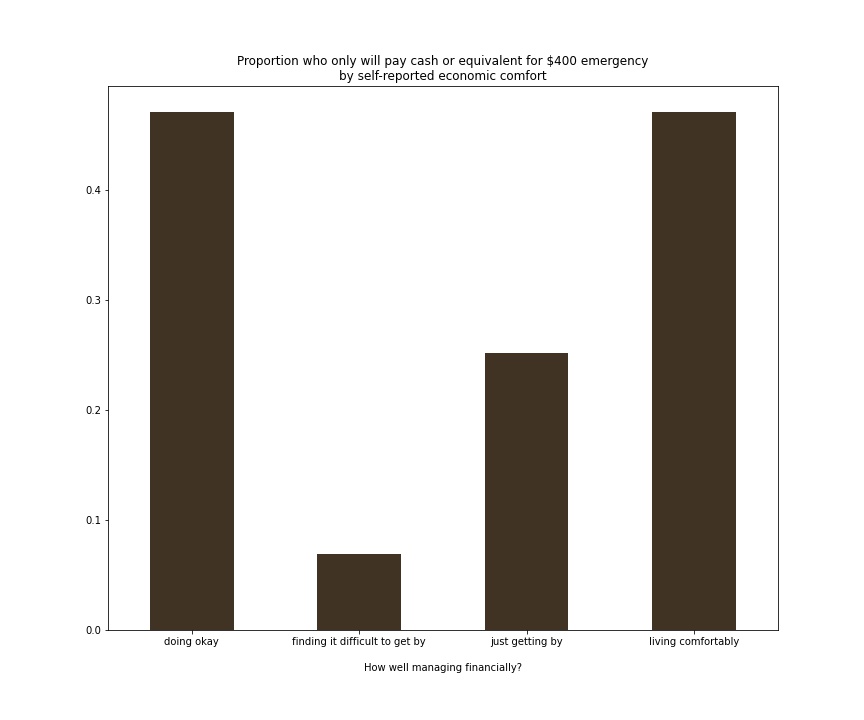 Proportion who only will pay cash or equivalent for $400 emergency
by self-reported economic comfort
0.4
0.3
0.2
0.1
0.0
doing okay
finding it difficult to get by
just getting by
living comfortably
How well managing financially?